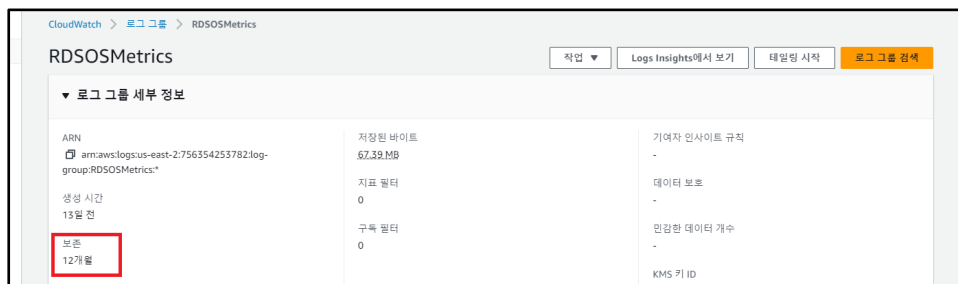 CloudWatch > 로그 그룹 > RDSOSMetrics
RDSOSMetrics
작업 ▼
Logs Insights에서 보기
테일링 시작
로그 그룹 검색
▼ 로그 그룹 세부 정보
ARN
arn:aws:logs:us-east-2:756354253782:log-
group:RDSOSMetrics:*
생성 시간
13일 전
보존
12개월
저장된 바이트
67.39 MB
지표 필터
0
구독 필터
0
기여자 인사이트 규칙
-
데이터 보호
-
민감한 데이터 개수
-
KMS 키 ID